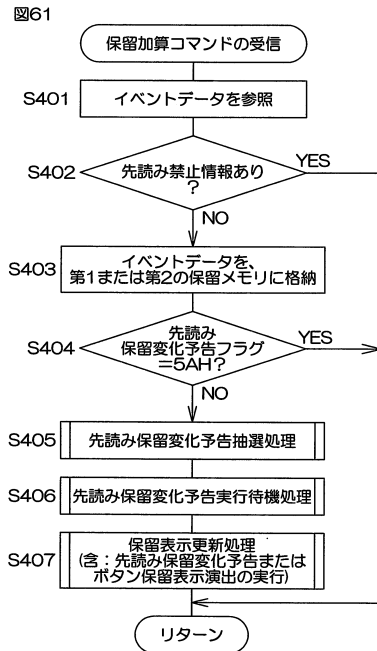 図61
保留加算コマンドの受信
S401
イベントデータを参照
S402
先読み禁止情報あり
?
YES
NO
S403
イベントデータを、
第1または第2の保留メモリに格納
S404
先読み
保留変化予告フラグ
=5AH?
YES
NO
S405
先読み保留変化予告抽選処理
S406
先読み保留変化予告実行待機処理
S407
保留表示更新処理
(含:先読み保留変化予告または
ボタン保留表示演出の実行)
リターン